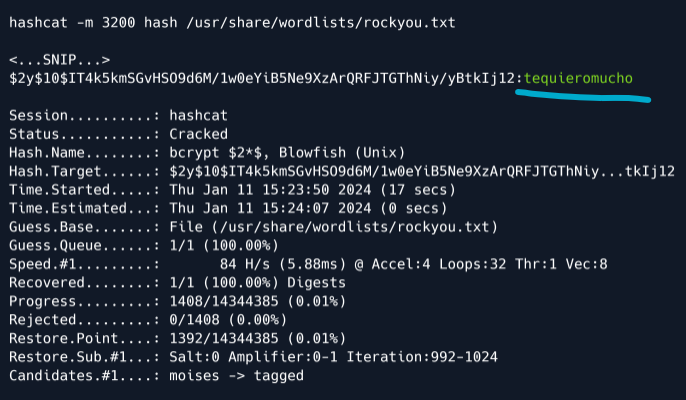 hashcat -m 3200 hash /usr/share/wordlists/rockyou.txt
<...SNIP...>
$2y$10$IT4k5kmSGvHSO9d6M/1w0eYiB5Ne9XzArQRFJTGThNiy/yBtkIj12:tequieromucho
Session..........: hashcat
Status...........: Cracked
Hash.Name........: bcrypt $2*$, Blowfish (Unix)
Hash.Target......: $2y$10$IT4k5kmSGvHSO9d6M/1w0eYiB5Ne9XzArQRFJTGThNiy...tkIj12
Time.Started.....: Thu Jan 11 15:23:50 2024 (17 secs)
Time.Estimated...: Thu Jan 11 15:24:07 2024 (0 secs)
Guess.Base.......: File (/usr/share/wordlists/rockyou.txt)
Guess.Queue......: 1/1 (100.00%)
Speed.#1.........:       84 H/s (5.88ms) @ Accel:4 Loops:32 Thr:1 Vec:8
Recovered........: 1/1 (100.00%) Digests
Progress.........: 1408/14344385 (0.01%)
Rejected.........: 0/1408 (0.00%)
Restore.Point....: 1392/14344385 (0.01%)
Restore.Sub.#1...: Salt:0 Amplifier:0-1 Iteration:992-1024
Candidates.#1....: moises -> tagged